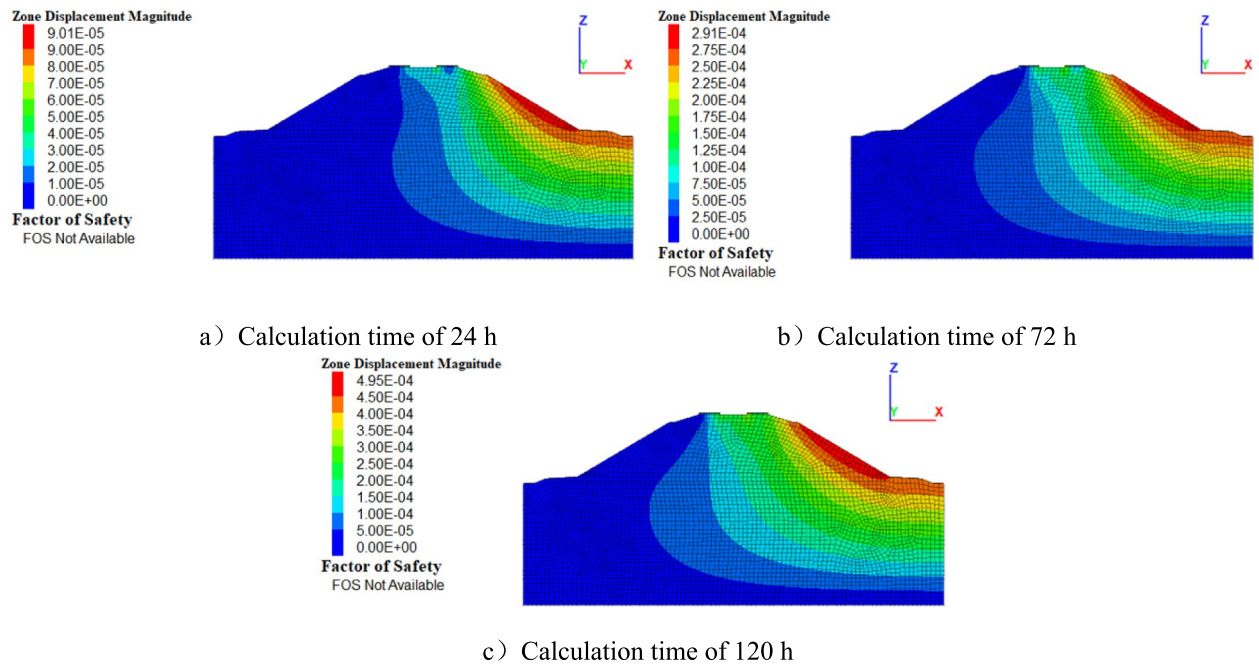 Zone Displacement Magnitude
9.01E-05
9.00E-05
8.00E-05
7.00E-05
6.00E-05
5.00E-05
4.00E-05
3.00E-05
2.00E-05
1.00E-05
0.00E+00
Factor of Safety
FOS Not Available
Z
Y
X
Zone Displacement Magnitude
2.91E-04
2.75E-04
2.50E-04
2.25E-04
2.00E-04
1.75E-04
1.50E-04
1.25E-04
1.00E-04
7.50E-05
5.00E-05
2.50E-05
0.00E+00
Factor of Safety
FOS Not Available
Z
Y
X
a）Calculation time of 24 h
b）Calculation time of 72 h
Zone Displacement Magnitude
4.95E-04
4.50E-04
4.00E-04
3.50E-04
3.00E-04
2.50E-04
2.00E-04
1.50E-04
1.00E-04
5.00E-05
0.00E+00
Factor of Safety
FOS Not Available
Z
Y
X
c）Calculation time of 120 h